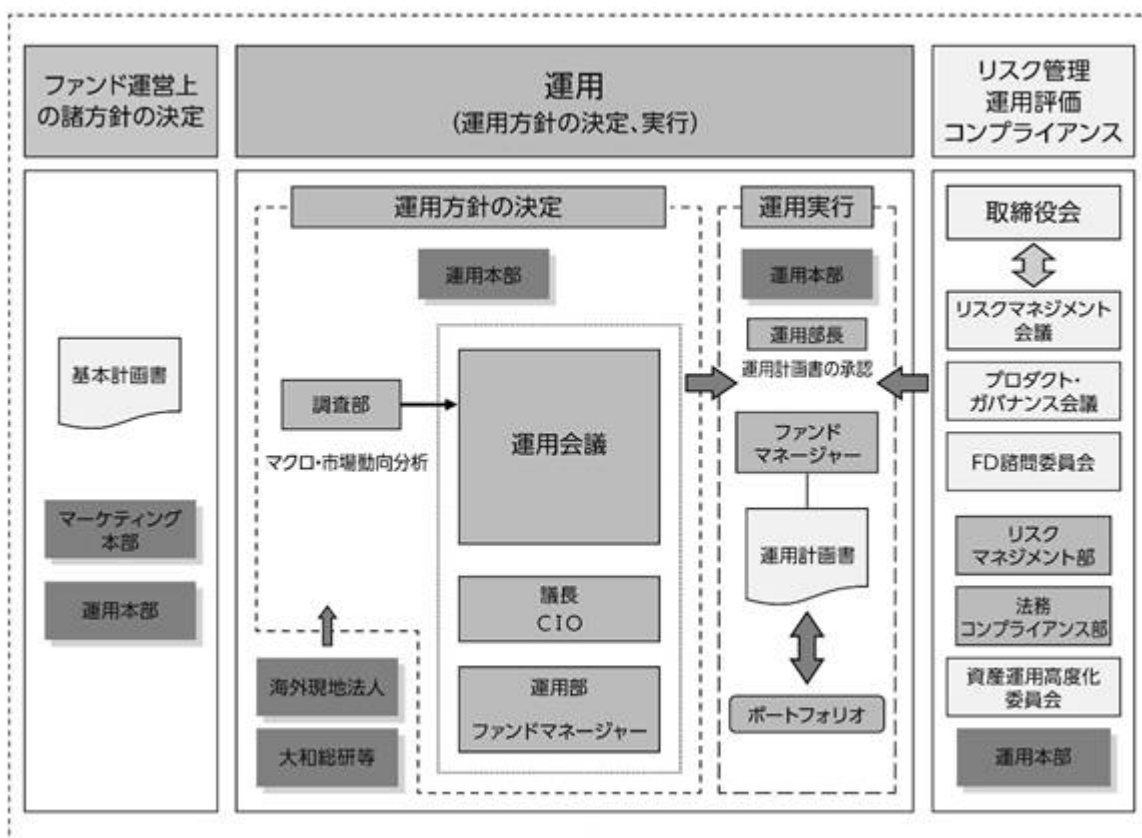 ファンド運営上
の諸方針の決定
基本計画書
マーケティング
本部
運用本部
運用
(運用方針の決定、実行)
運用方針の決定
運用本部
調査部
マクロ・市場動向分析
運用会議
議長
CIO
運用部
ファンドマネージャー
海外現地法人
大和総研等
運用実行
運用本部
運用部長
運用計画書の承認
ファンド
マネージャー
運用計画書
ポートフォリオ
リスク管理
運用評価
コンプライアンス
取締役会
リスクマネジメント
会議
プロダクト・
ガバナンス会議
FD諮問委員会
リスク
マネジメント部
法務
コンプライアンス部
資産運用高度化
委員会
運用本部